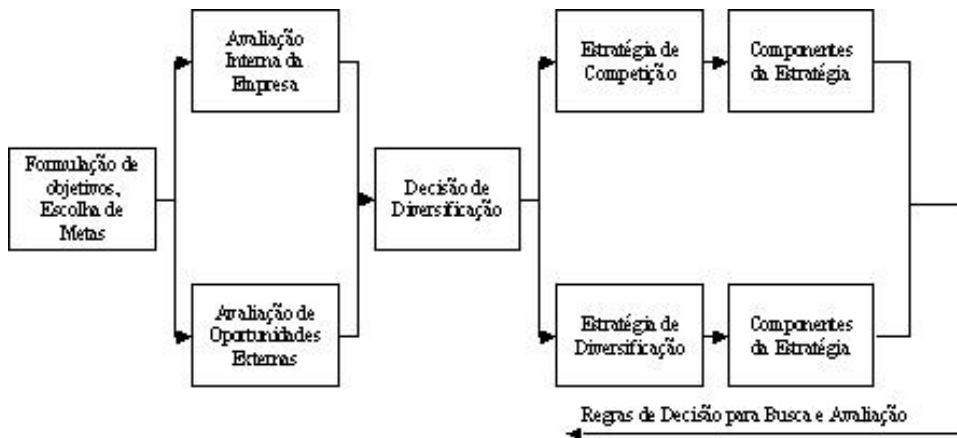 Formulação de
objetivos,
Escolha de
Metas
Avaliação
Interna da
Empresa
Avaliação de
Oportunidades
Externas
Decisão de
Diversificação
Estratégia de
Competição
Componentes
da Estratégia
Estratégia de
Diversificação
Componentes
da Estratégia
Regras de Decisão para Busca e Avaliação